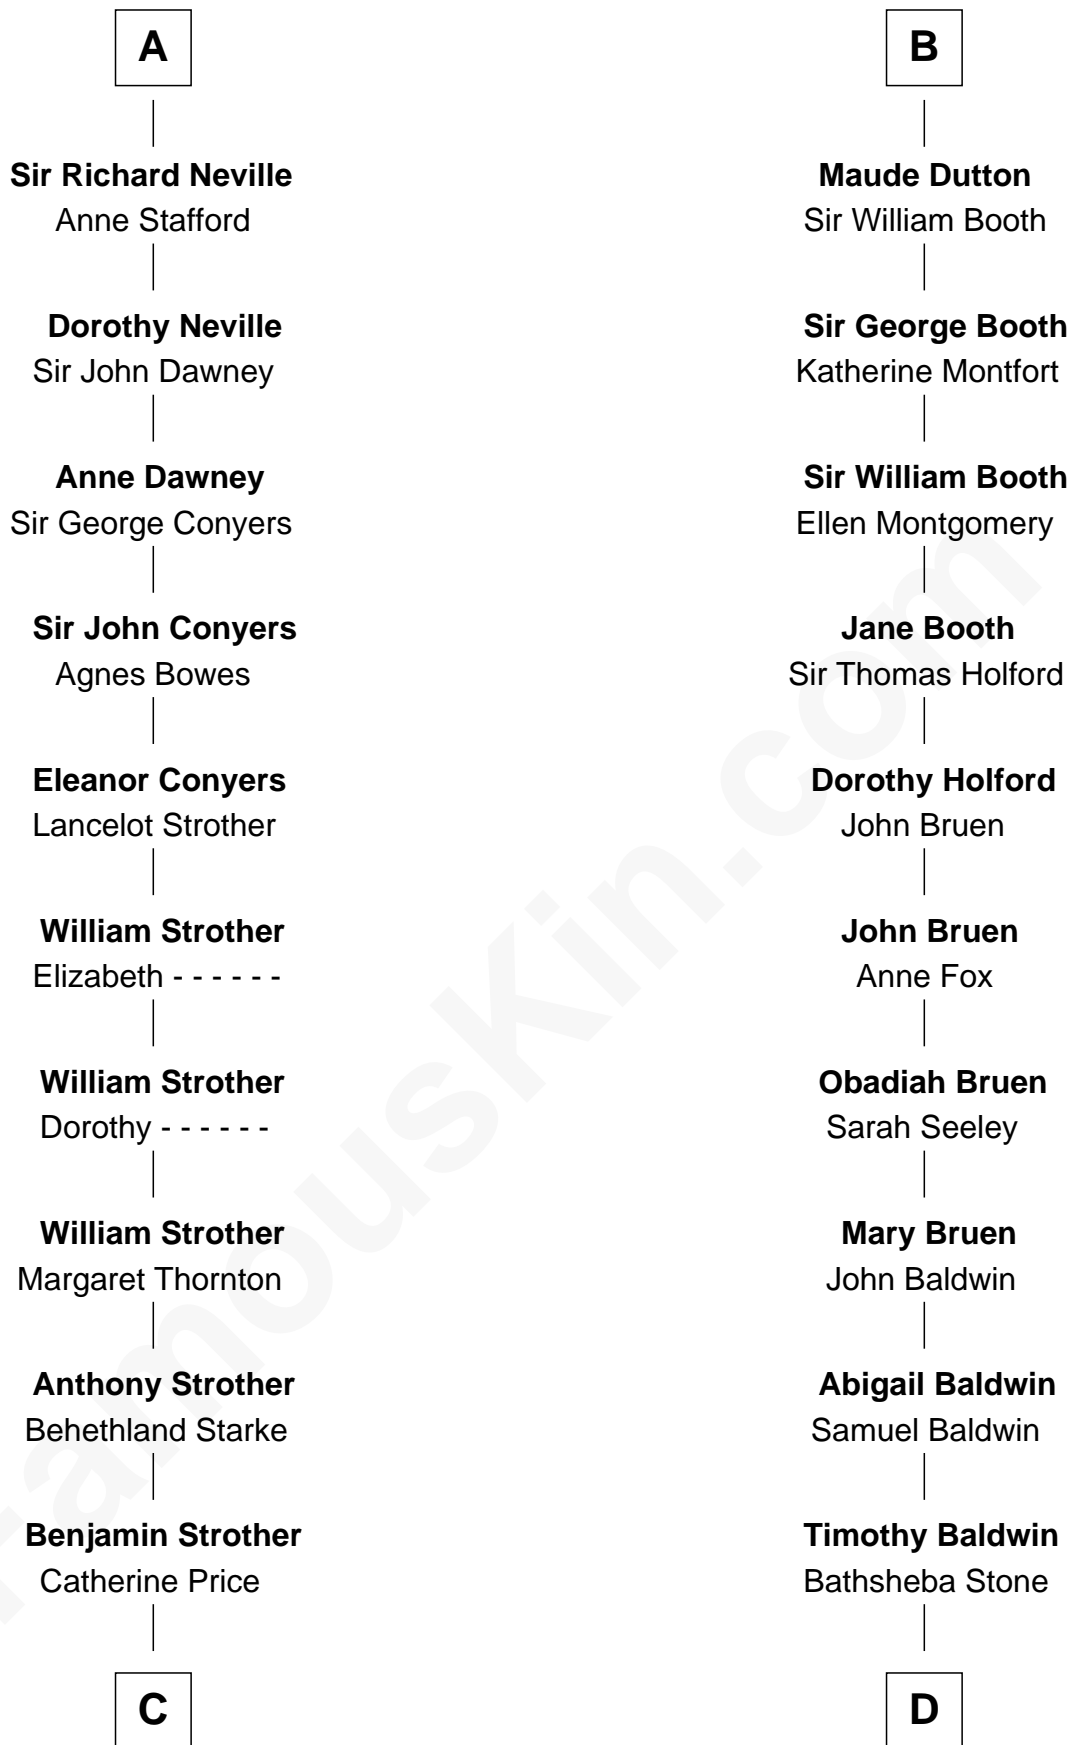 A
Sir Richard Neville
Anne Stafford
Dorothy Neville
Sir John Dawney
Anne Dawney
Sir George Conyers
Sir John Conyers
Agnes Bowes
Eleanor Conyers
Lancelot Strother
William Strother
Elizabeth - - - - - -
William Strother
Dorothy - - - - - -
William Strother
Margaret Thornton
Anthony Strother
Behethland Starke
Benjamin Strother
Catherine Price
C
B
Maude Dutton
Sir William Booth
Sir George Booth
Katherine Montfort
Sir William Booth
Ellen Montgomery
Jane Booth
Sir Thomas Holford
Dorothy Holford
John Bruen
John Bruen
Anne Fox
Obadiah Bruen
Sarah Seeley
Mary Bruen
John Baldwin
Abigail Baldwin
Samuel Baldwin
Timothy Baldwin
Bathsheba Stone
D
FamousKin.com